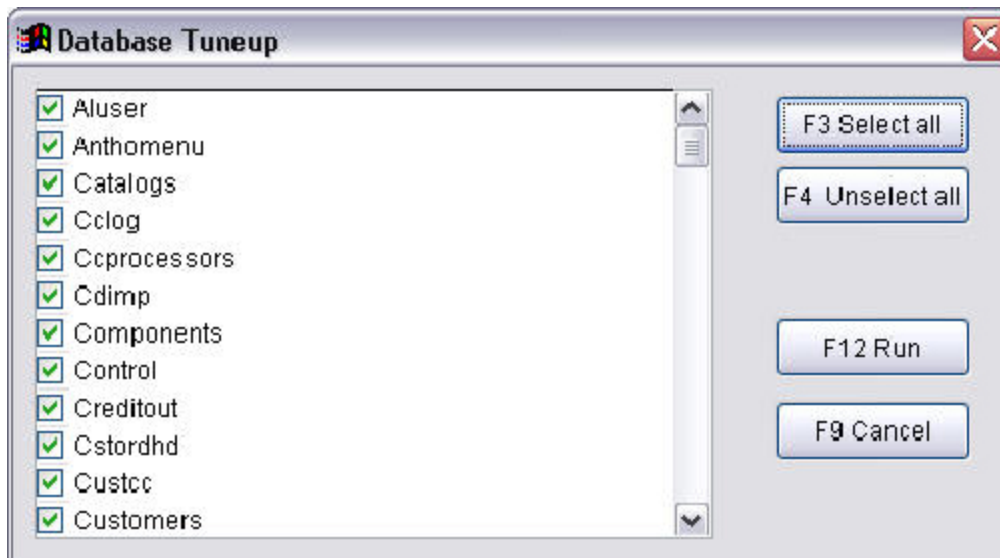 Database Tuneup
Aluser
Anthomenu
Catalogs
Cclog
Ccprocessors
Cdimp
Components
Control
Creditout
Cstordhd
Custcc
Customers
F3 Select all
F4 Unselect all
F12 Run
F9 Cancel